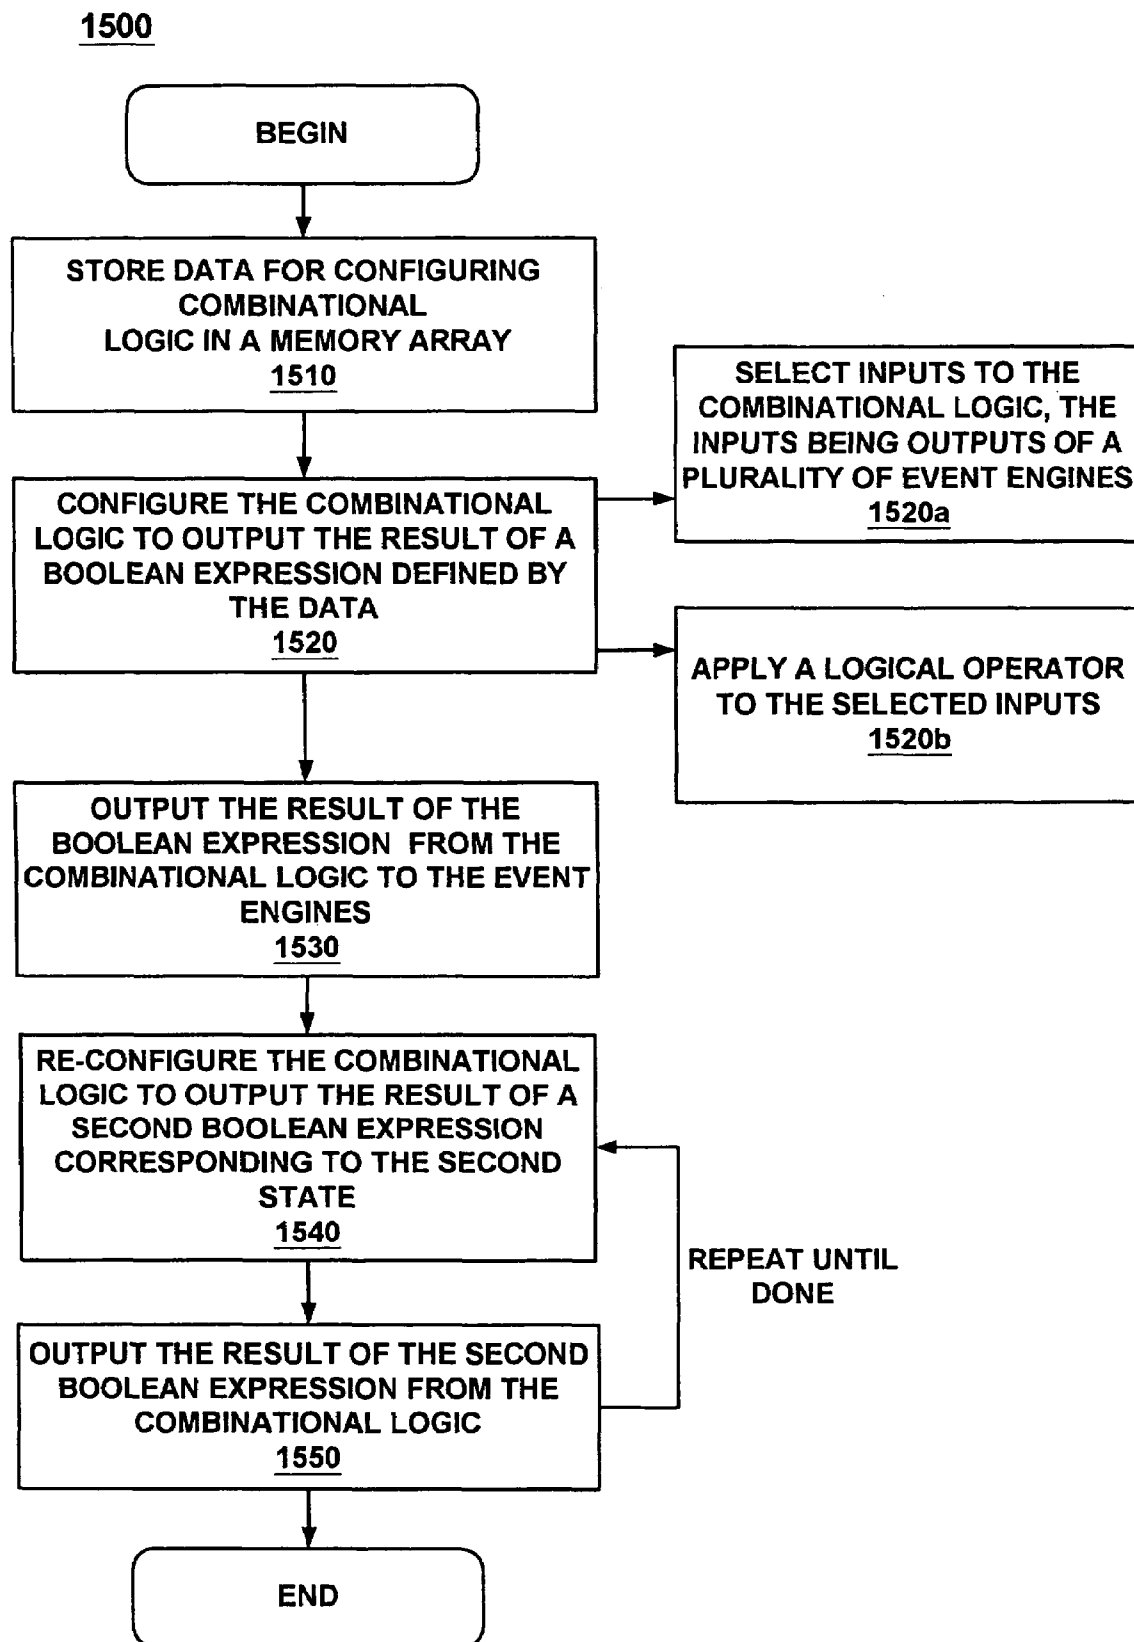 1500
BEGIN
STORE DATA FOR CONFIGURING
COMBINATIONAL
LOGIC IN A MEMORY ARRAY
1510
SELECT INPUTS TO THE
COMBINATIONAL LOGIC, THE
INPUTS BEING OUTPUTS OF A
PLURALITY OF EVENT ENGINES
1520a
CONFIGURE THE COMBINATIONAL
LOGIC TO OUTPUT THE RESULT OF A
BOOLEAN EXPRESSION DEFINED BY
THE DATA
1520
APPLY A LOGICAL OPERATOR
TO THE SELECTED INPUTS
1520b
OUTPUT THE RESULT OF THE
BOOLEAN EXPRESSION FROM THE
COMBINATIONAL LOGIC TO THE EVENT
ENGINES
1530
RE-CONFIGURE THE COMBINATIONAL
LOGIC TO OUTPUT THE RESULT OF A
SECOND BOOLEAN EXPRESSION
CORRESPONDING TO THE SECOND
STATE
1540
REPEAT UNTIL
DONE
OUTPUT THE RESULT OF THE SECOND
BOOLEAN EXPRESSION FROM THE
COMBINATIONAL LOGIC
1550
END